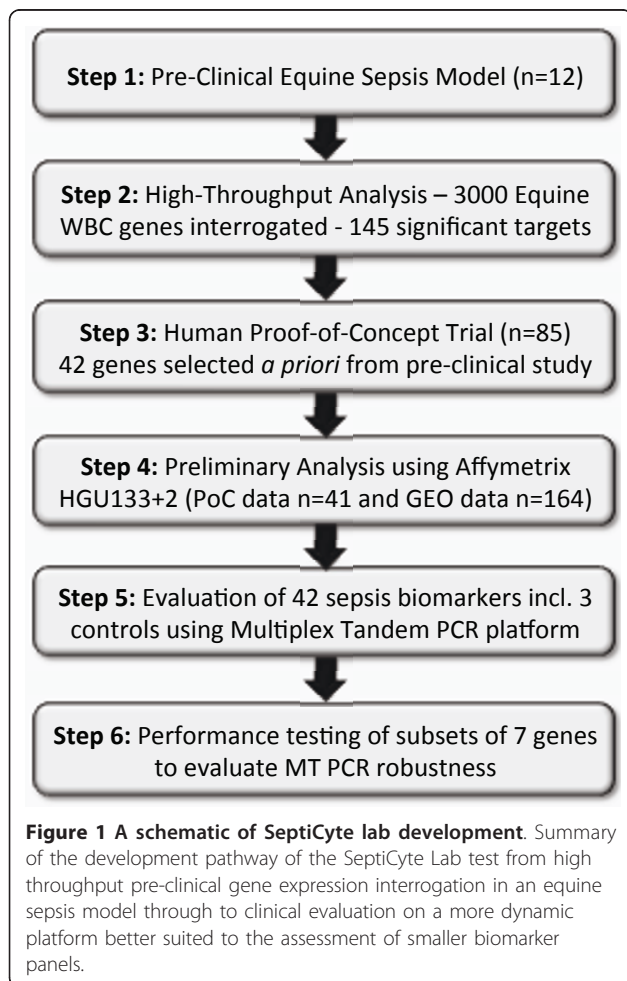 Step 1: Pre-Clinical Equine Sepsis Model (n=12)
Step 2: High-Throughput Analysis – 3000 Equine
WBC genes interrogated - 145 significant targets
Step 3: Human Proof-of-Concept Trial (n=85)
42 genes selected a priori from pre-clinical study
Step 4: Preliminary Analysis using Affymetrix
HGU133+2 (PoC data n=41 and GEO data n=164)
Step 5: Evaluation of 42 sepsis biomarkers incl. 3
controls using Multiplex Tandem PCR platform
Step 6: Performance testing of subsets of 7 genes
to evaluate MT PCR robustness
Figure 1 A schematic of SeptiCyte lab development. Summary
of the development pathway of the SeptiCyte Lab test from high
throughput pre-clinical gene expression interrogation in an equine
sepsis model through to clinical evaluation on a more dynamic
platform better suited to the assessment of smaller biomarker
panels.